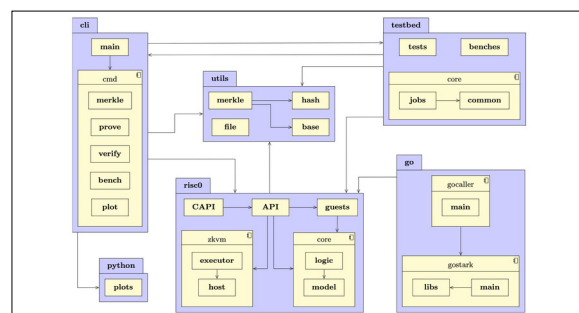 cli
main
cmd
merkle
prove
verify
bench
plot
python
plots
utils
merkle
hash
file
base
testbed
tests
benches
core
jobs
common
risc0
CAPI
API
guests
zkvm
executor
host
core
logic
model
go
gocaller
main
gostark
libs
main